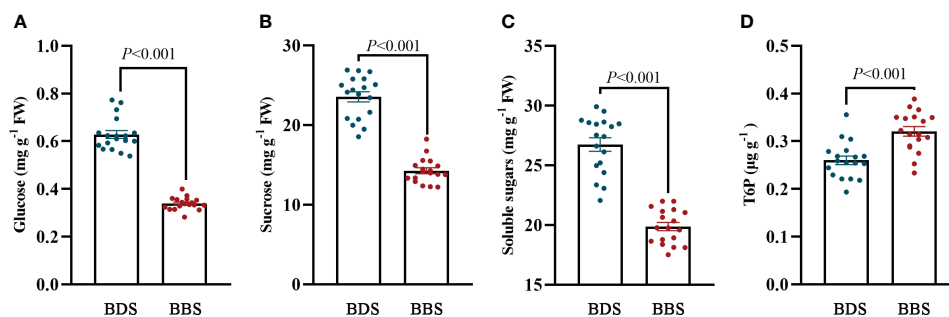 A
Glucose (mg g⁻¹ FW)
1.0
0.8
0.6
0.4
0.6
0.0
P<0.001
BDS BBS
B
Sucrose (mg g⁻¹ FW)
30
20
10
0
P<0.001
BDS BBS
C
Soluble sugars (mg g⁻¹ FW)
35
30
25
20
15
P<0.001
BDS BBS
D
T6P (μg g⁻¹)
0.5
0.4
0.3
0.2
0.1
0.0
P<0.001
BDS BBS